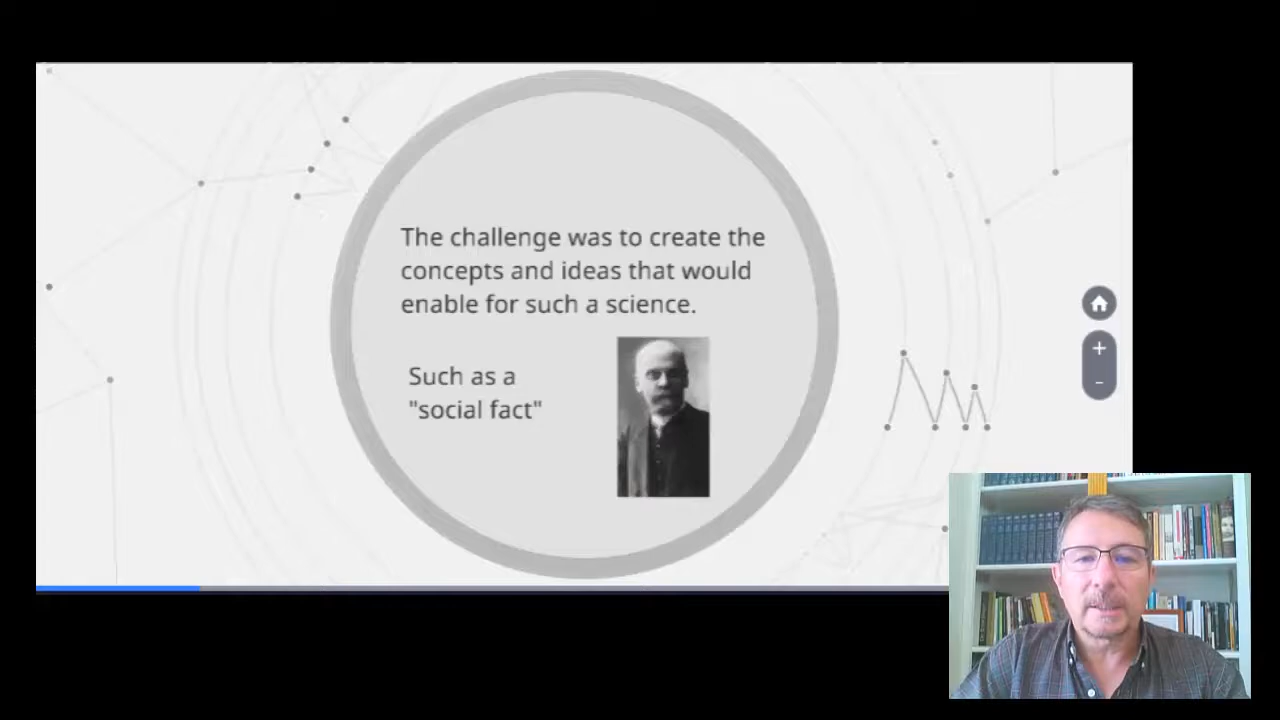 The challenge was to create the
concepts and ideas that would
enable for such a science.
Such as a
"social fact"